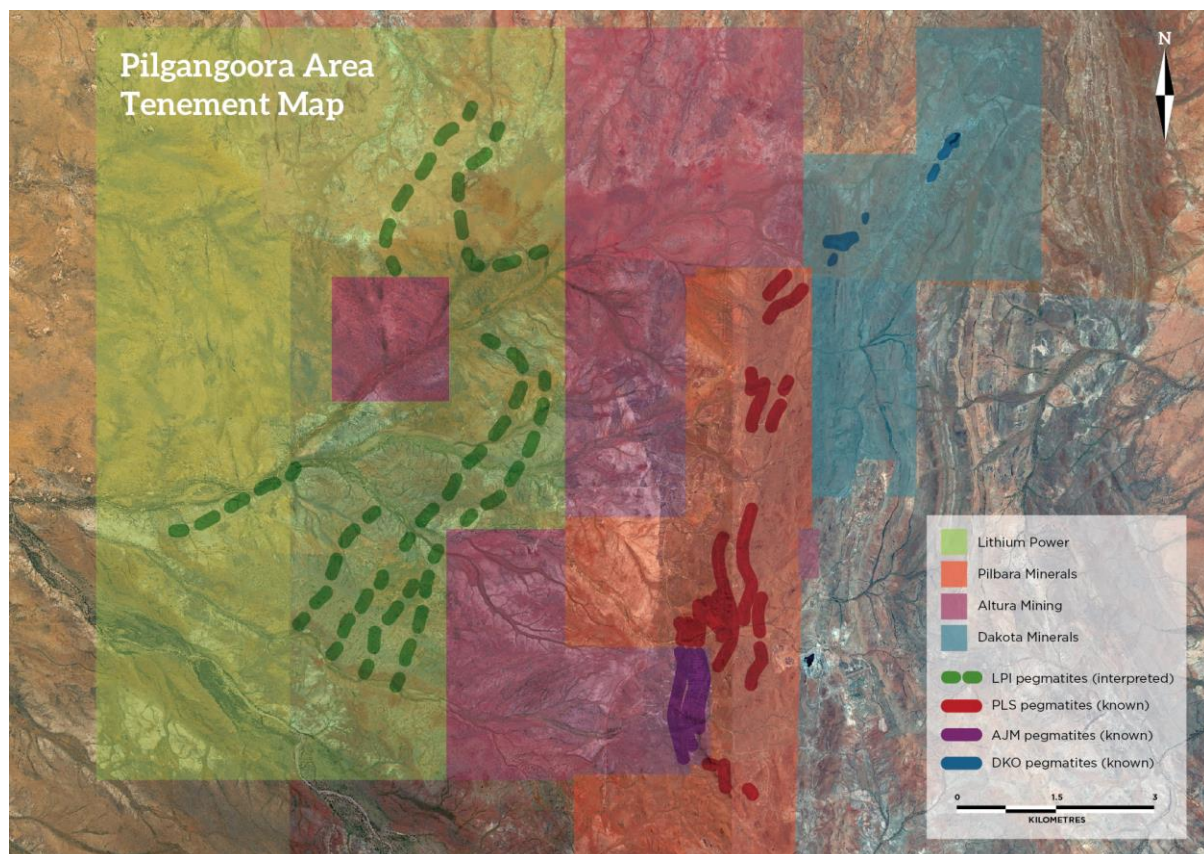 Pilgangoora Area
Tenement Map
N
Lithium Power
Pilbara Minerals
Altura Mining
Dakota Minerals
LPI pegmatites (interpreted)
PLS pegmatites (known)
AJM pegmatites (known)
DKO pegmatites (known)
0 1.5 3
KILOMETRES